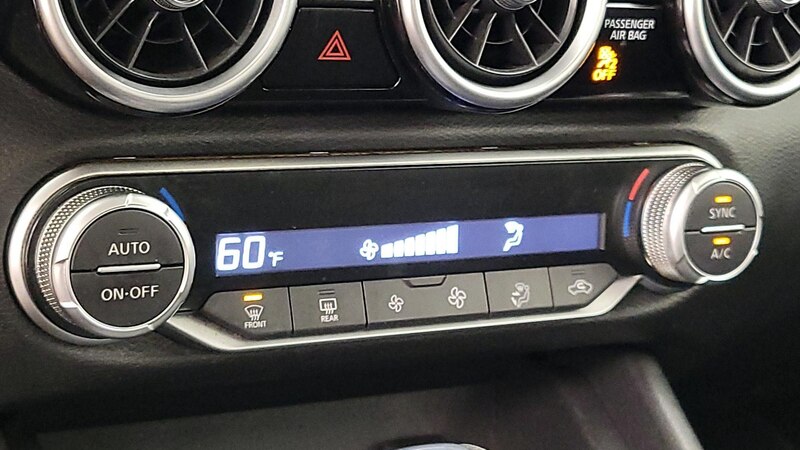 PASSENGER
AIR BAG
OFF
AUTO
ON·OFF
60°F
SYNC
A/C
FRONT
REAR